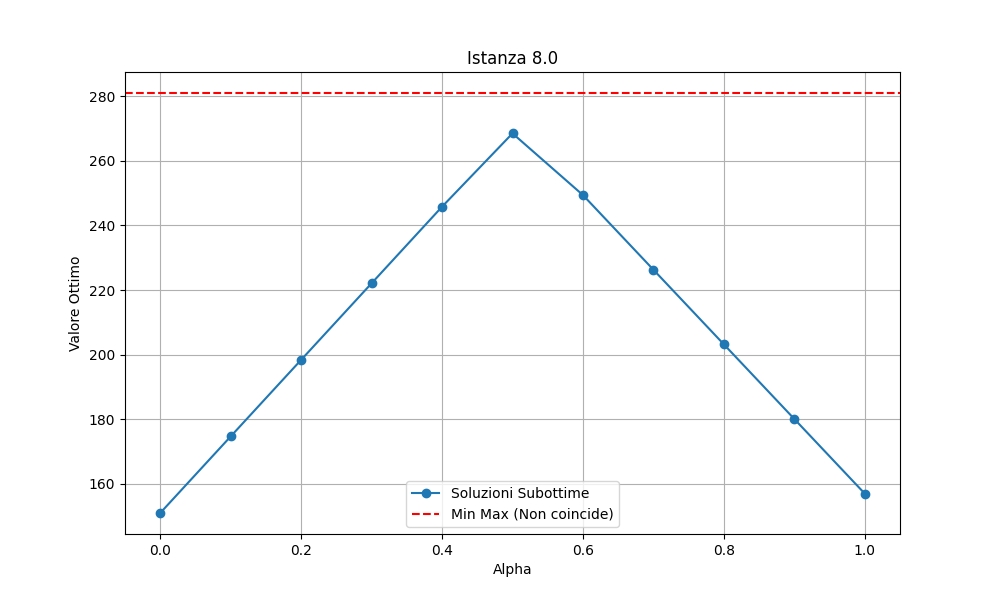 Istanza 8.0
Valore Ottimo
280
260
240
220
200
180
160
Soluzioni Subottime
Min Max (Non coincide)
0.0 0.2 0.4 0.6 0.8 1.0
Alpha